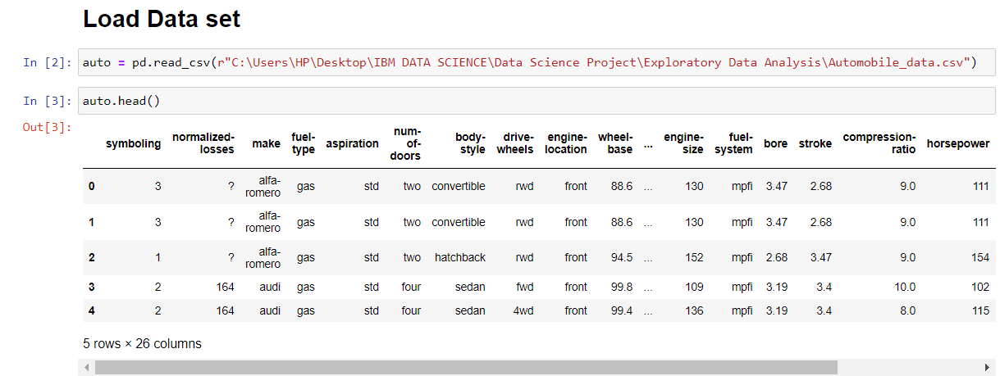 Load Data set
In [2]: auto = pd.read_csv(r"C:\Users\HP\Desktop\IBM DATA SCIENCE\Data Science Project\Exploratory Data Analysis\Automobile_data.csv")
In [3]: auto.head()
Out[3]:
symboling normalized-losses make fuel-type aspiration num-of-doors body-style drive-wheels engine-location wheel-base ... engine-size fuel-system bore stroke compression-ratio horsepower
0 3 ? alfa-romero gas std two convertible rwd front 88.6 ... 130 mpfi 3.47 2.68 9.0 111
1 3 ? alfa-romero gas std two convertible rwd front 88.6 ... 130 mpfi 3.47 2.68 9.0 111
2 1 ? alfa-romero gas std two hatchback rwd front 94.5 ... 152 mpfi 2.68 3.47 9.0 154
3 2 164 audi gas std four sedan fwd front 99.8 ... 109 mpfi 3.19 3.4 10.0 102
4 2 164 audi gas std four sedan 4wd front 99.4 ... 136 mpfi 3.19 3.4 8.0 115
5 rows × 26 columns